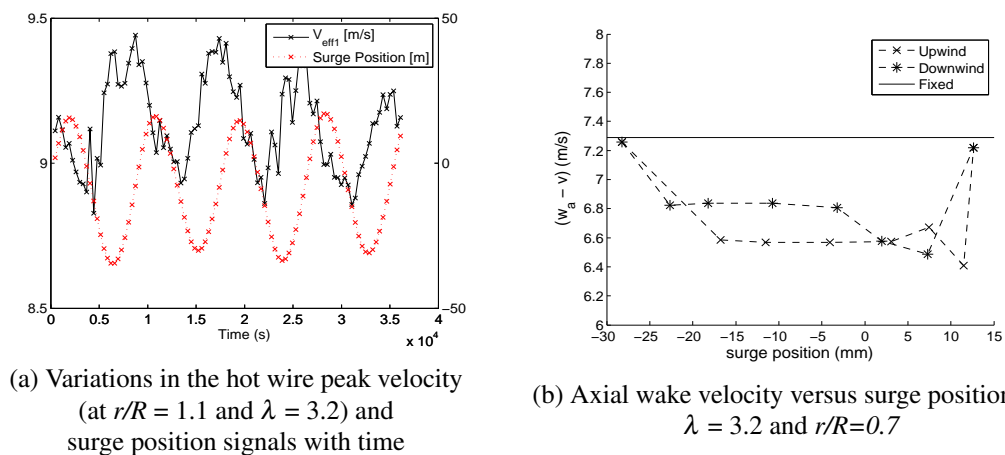 9.5
50
V_eff1 [m/s]
Surge Position [m]
9
0
8.5
-50
0
0.5
1
1.5
2
2.5
3
3.5
4
Time (s)
x 10^4
(a) Variations in the hot wire peak velocity
(at r/R = 1.1 and λ = 3.2) and
surge position signals with time
8
7.8
7.6
7.4
7.2
7
6.8
6.6
6.4
6.2
6
(w_a − v) (m/s)
Upwind
Downwind
Fixed
−30
−25
−20
−15
−10
−5
0
5
10
15
surge position (mm)
(b) Axial wake velocity versus surge position
λ = 3.2 and r/R=0.7